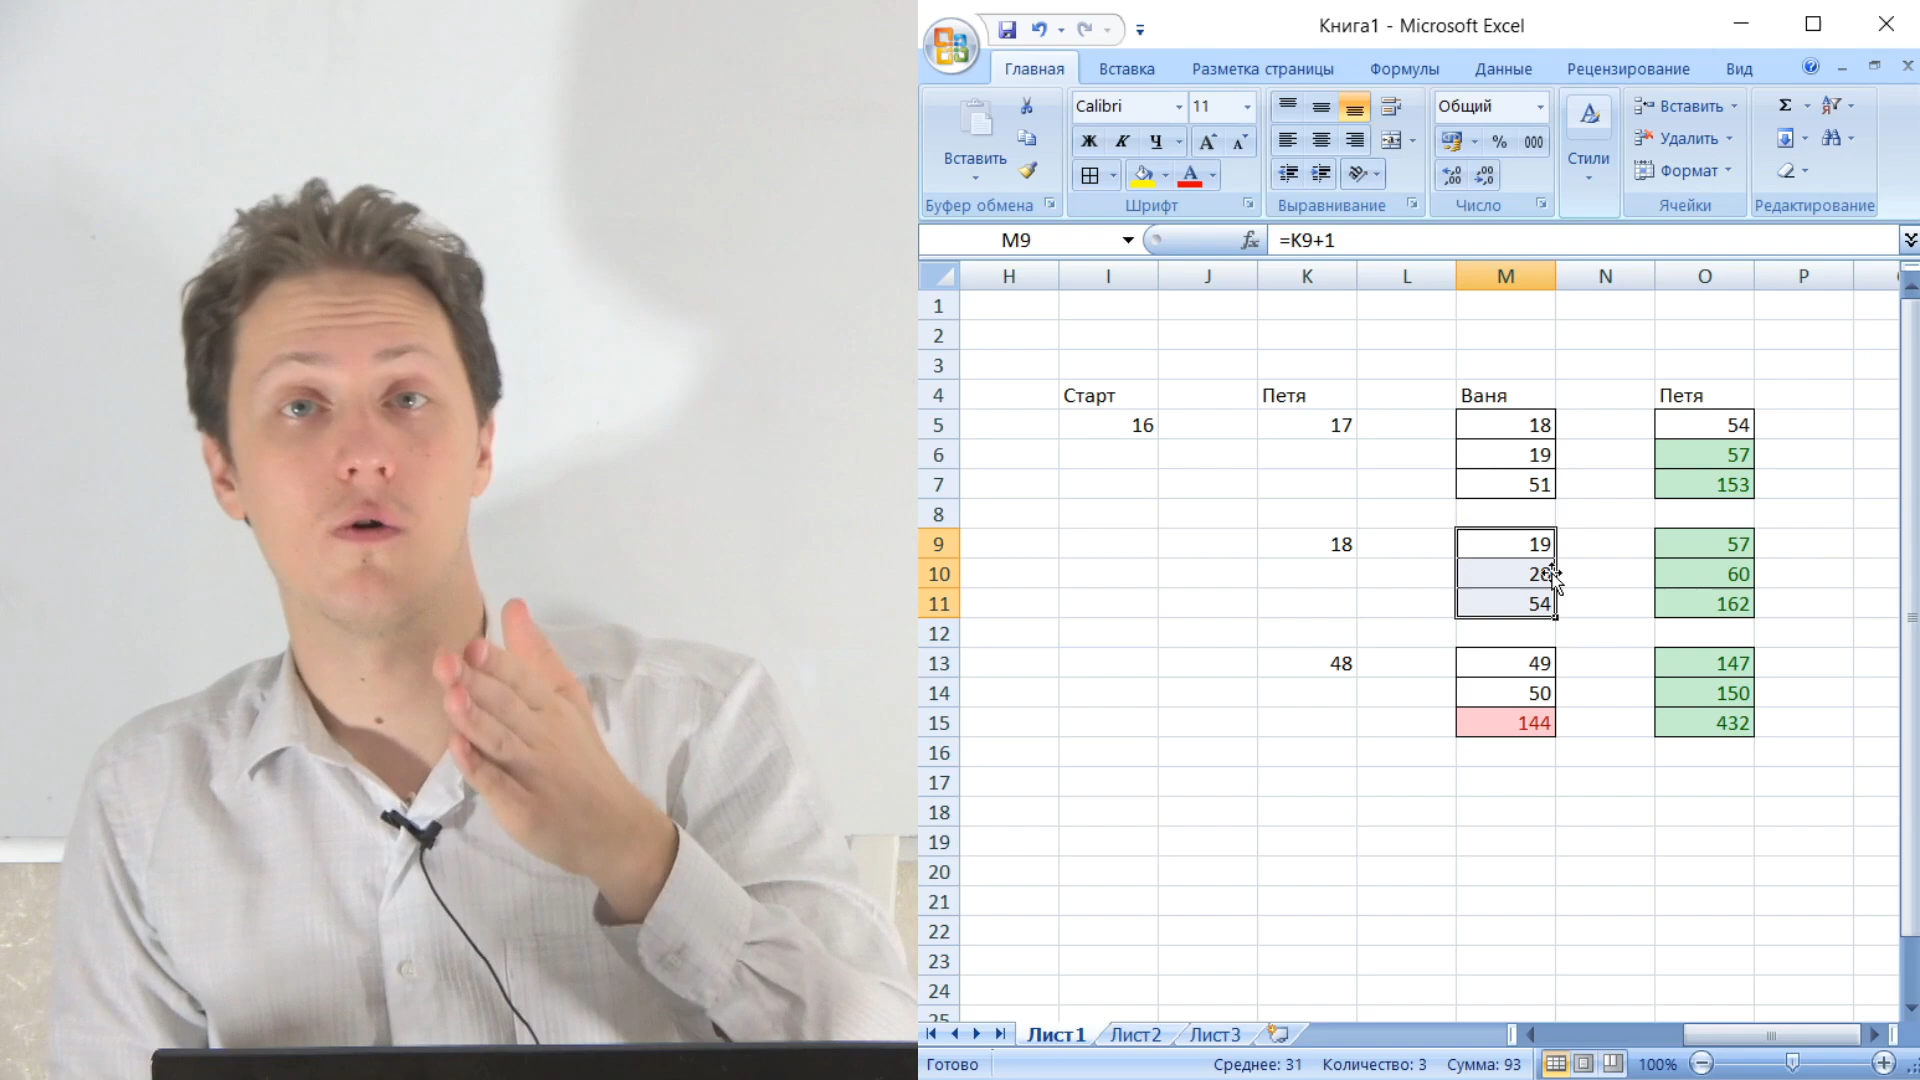 Книга1 - Microsoft Excel
Главная Вставка Разметка страницы Формулы Данные Рецензирование Вид
Вставить
Calibri 11
Ж К Ч
Общий
% 000
Стили
Вставить
Удалить
Формат
Σ
Буфер обмена Шрифт Выравнивание Число Ячейки Редактирование
M9 fx =K9+1
H I J K L M N O P
1
2
3
4 Старт Петя Ваня Петя
5 16 17 18 54
6 19 57
7 51 153
8
9 18 19 57
10 60
11 54 162
12
13 48 49 147
14 50 150
15 144 432
16
17
18
19
20
21
22
23
24
25
Лист1 Лист2 Лист3
Готово Среднее: 31 Количество: 3 Сумма: 93 100%